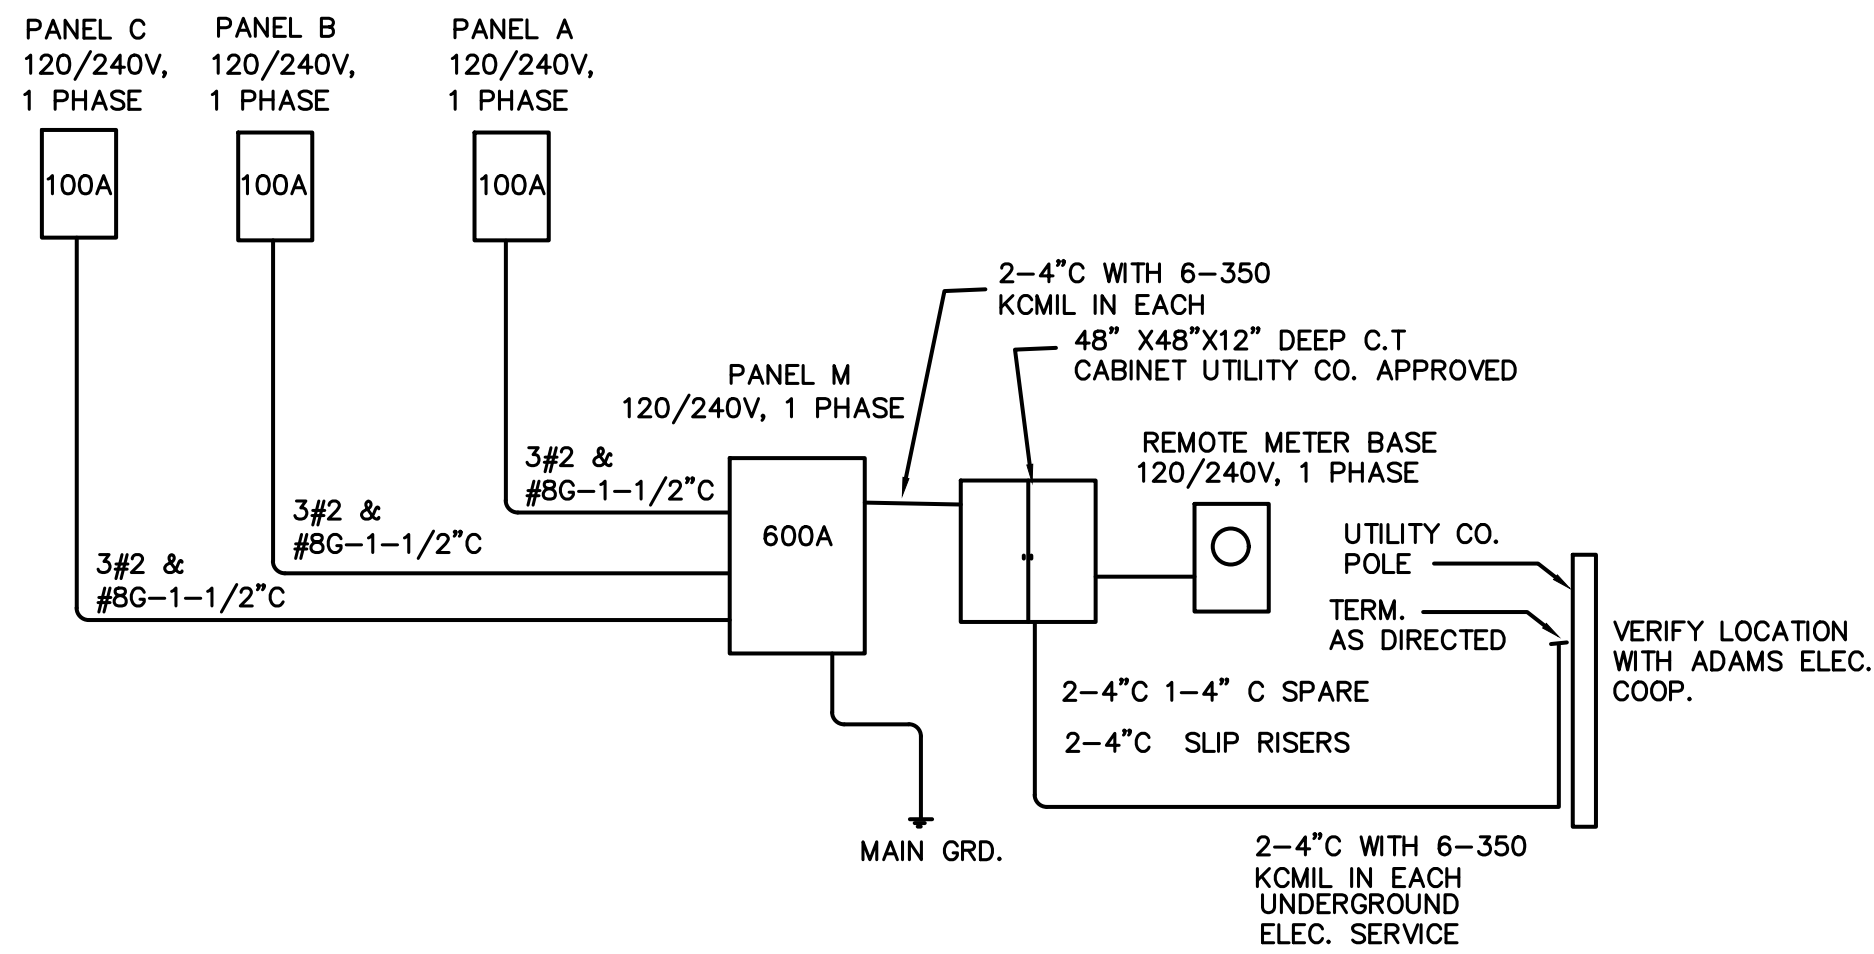 PANEL C
120/240V,
1 PHASE
PANEL B
120/240V,
1 PHASE
PANEL A
120/240V,
1 PHASE
100A
100A
100A
2-4"C WITH 6-350
KCMIL IN EACH
48" X48"X12" DEEP C.T
CABINET UTILITY CO. APPROVED
PANEL M
120/240V, 1 PHASE
REMOTE METER BASE
120/240V, 1 PHASE
3#2 &
#8G-1-1/2"C
3#2 &
#8G-1-1/2"C
3#2 &
#8G-1-1/2"C
600A
UTILITY CO.
POLE
TERM.
AS DIRECTED
VERIFY LOCATION
WITH ADAMS ELEC.
COOP.
2-4"C 1-4" C SPARE
2-4"C SLIP RISERS
MAIN GRD.
2-4"C WITH 6-350
KCMIL IN EACH
UNDERGROUND
ELEC. SERVICE